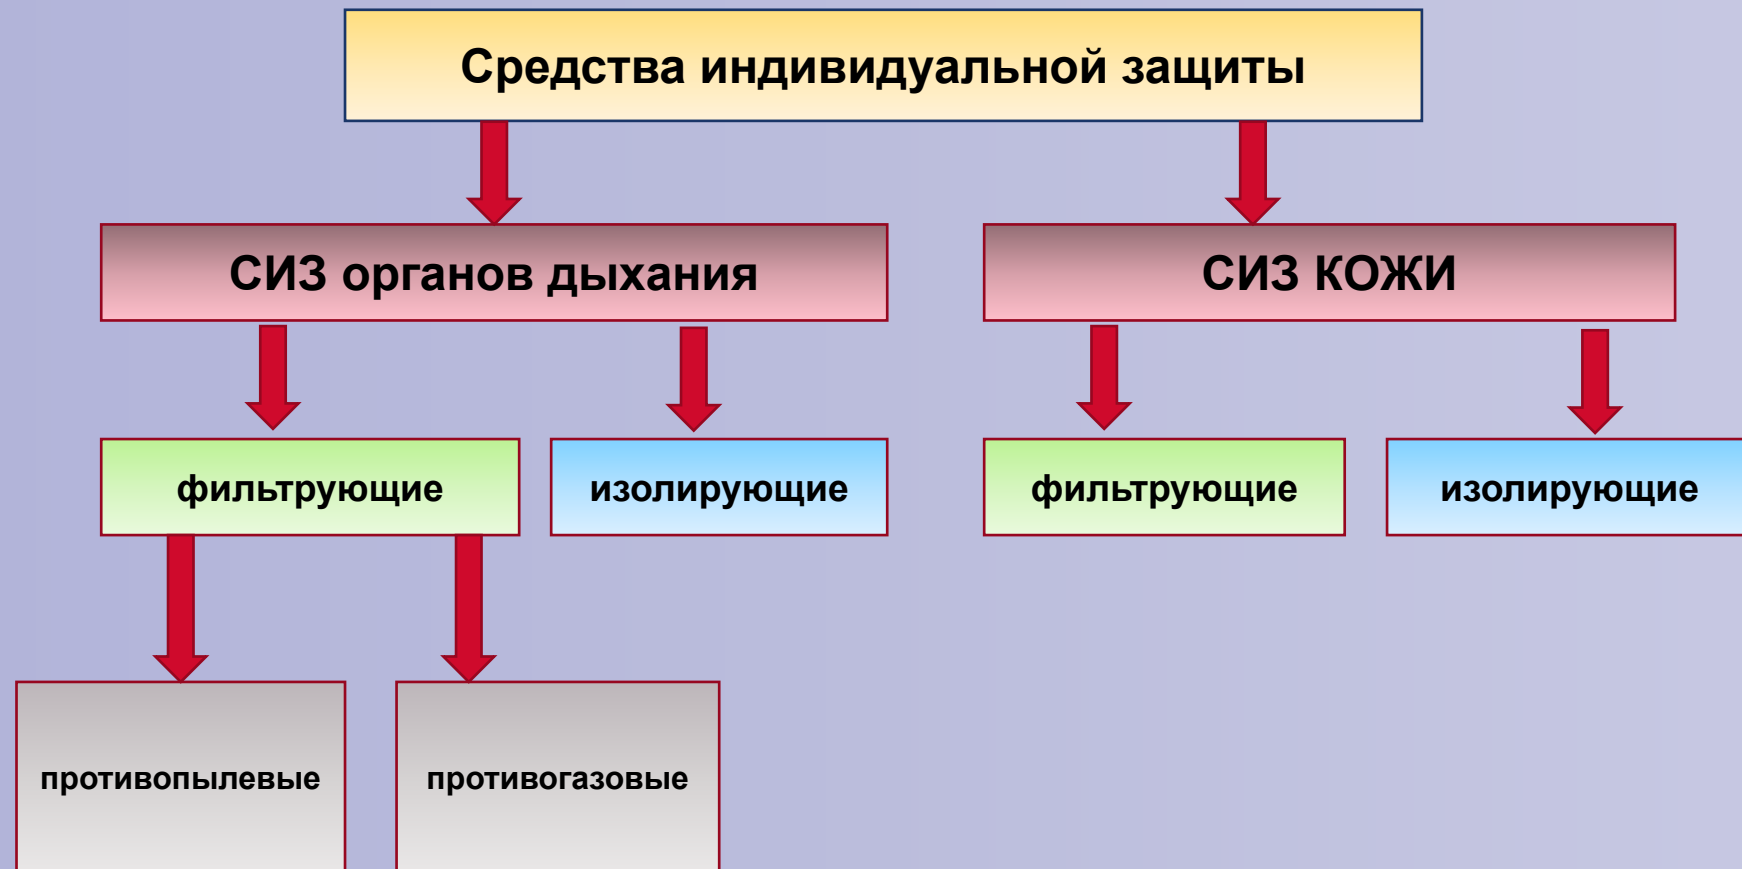 Средства индивидуальной защиты
СИЗ органов дыхания
СИЗ КОЖИ
фильтрующие
изолирующие
фильтрующие
изолирующие
противопылевые
противогазовые